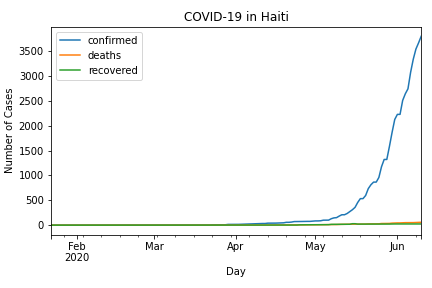 COVID-19 in Haiti
confirmed
deaths
recovered
Number of Cases
3500
3000
2500
2000
1500
1000
500
0
Feb
2020
Mar
Apr
May
Jun
Day